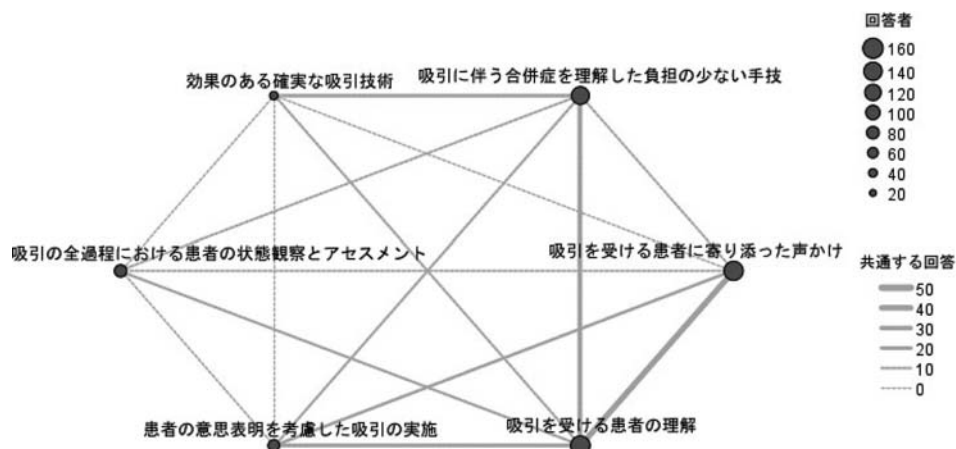 回答者
160
140
120
100
80
60
40
20
効果のある確実な吸引技術
吸引に伴う合併症を理解した負担の少ない手技
吸引の全過程における患者の状態観察とアセスメント
吸引を受ける患者に寄り添った声かけ
患者の意思表明を考慮した吸引の実施
吸引を受ける患者の理解
共通する回答
50
40
30
20
10
0